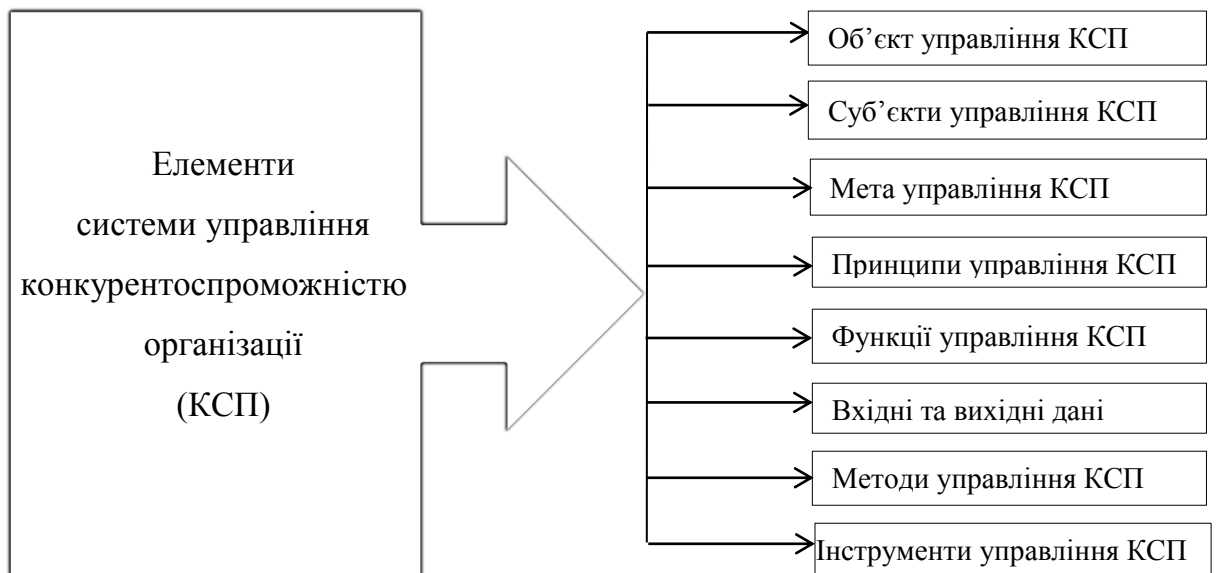 Елементи
системи управління
конкурентоспроможністю
організації
(КСП)
Об’єкт управління КСП
Суб’єкти управління КСП
Мета управління КСП
Принципи управління КСП
Функції управління КСП
Вхідні та вихідні дані
Методи управління КСП
Інструменти управління КСП